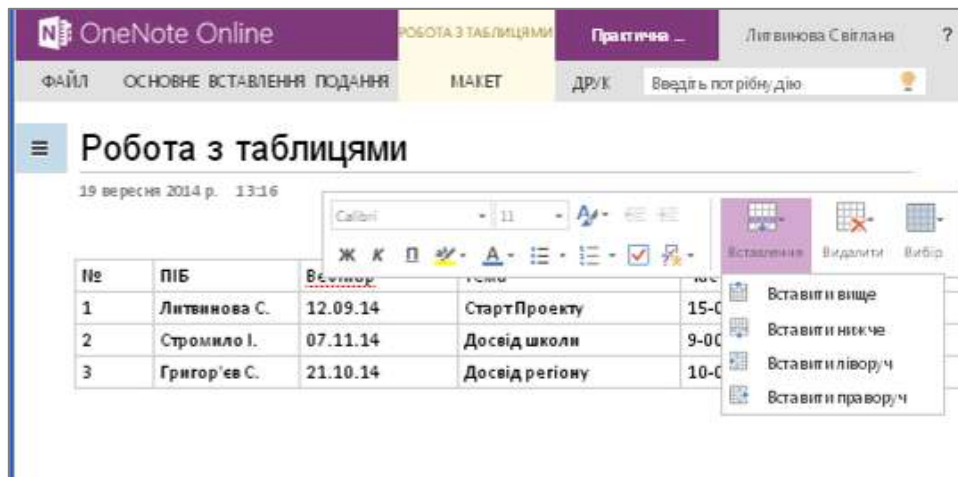 OneNote Online РОБОТА З ТАБЛИЦЯМИ Практична ... Литвинова Світлана ?
ФАЙЛ ОСНОВНЕ ВСТАВЛЕННЯ ПОДАННЯ МАКЕТ ДРУК Введіть потрібну дію
Робота з таблицями
19 вересня 2014 р. 13:16
Calibri 11
Ж К П А Вставлення Видалити Вибір
№ ПІБ Вебінар Тема
1 Литвинова С. 12.09.14 Старт Проекту 15-0
2 Стромило І. 07.11.14 Досвід школи 9-00
3 Григор'єв С. 21.10.14 Досвід регіону 10-0
Вставити вище
Вставити нижче
Вставити ліворуч
Вставити праворуч